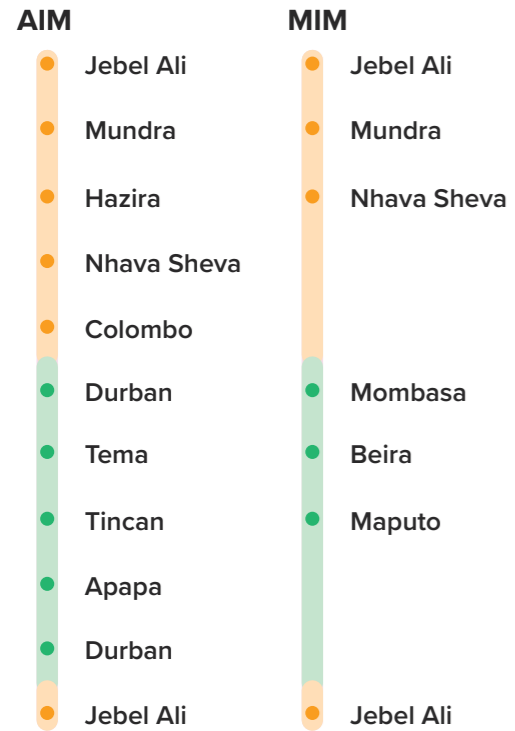 AIM
Jebel Ali
Mundra
Hazira
Nhava Sheva
Colombo
Durban
Tema
Tincan
Apapa
Durban
Jebel Ali
MIM
Jebel Ali
Mundra
Nhava Sheva
Mombasa
Beira
Maputo
Jebel Ali